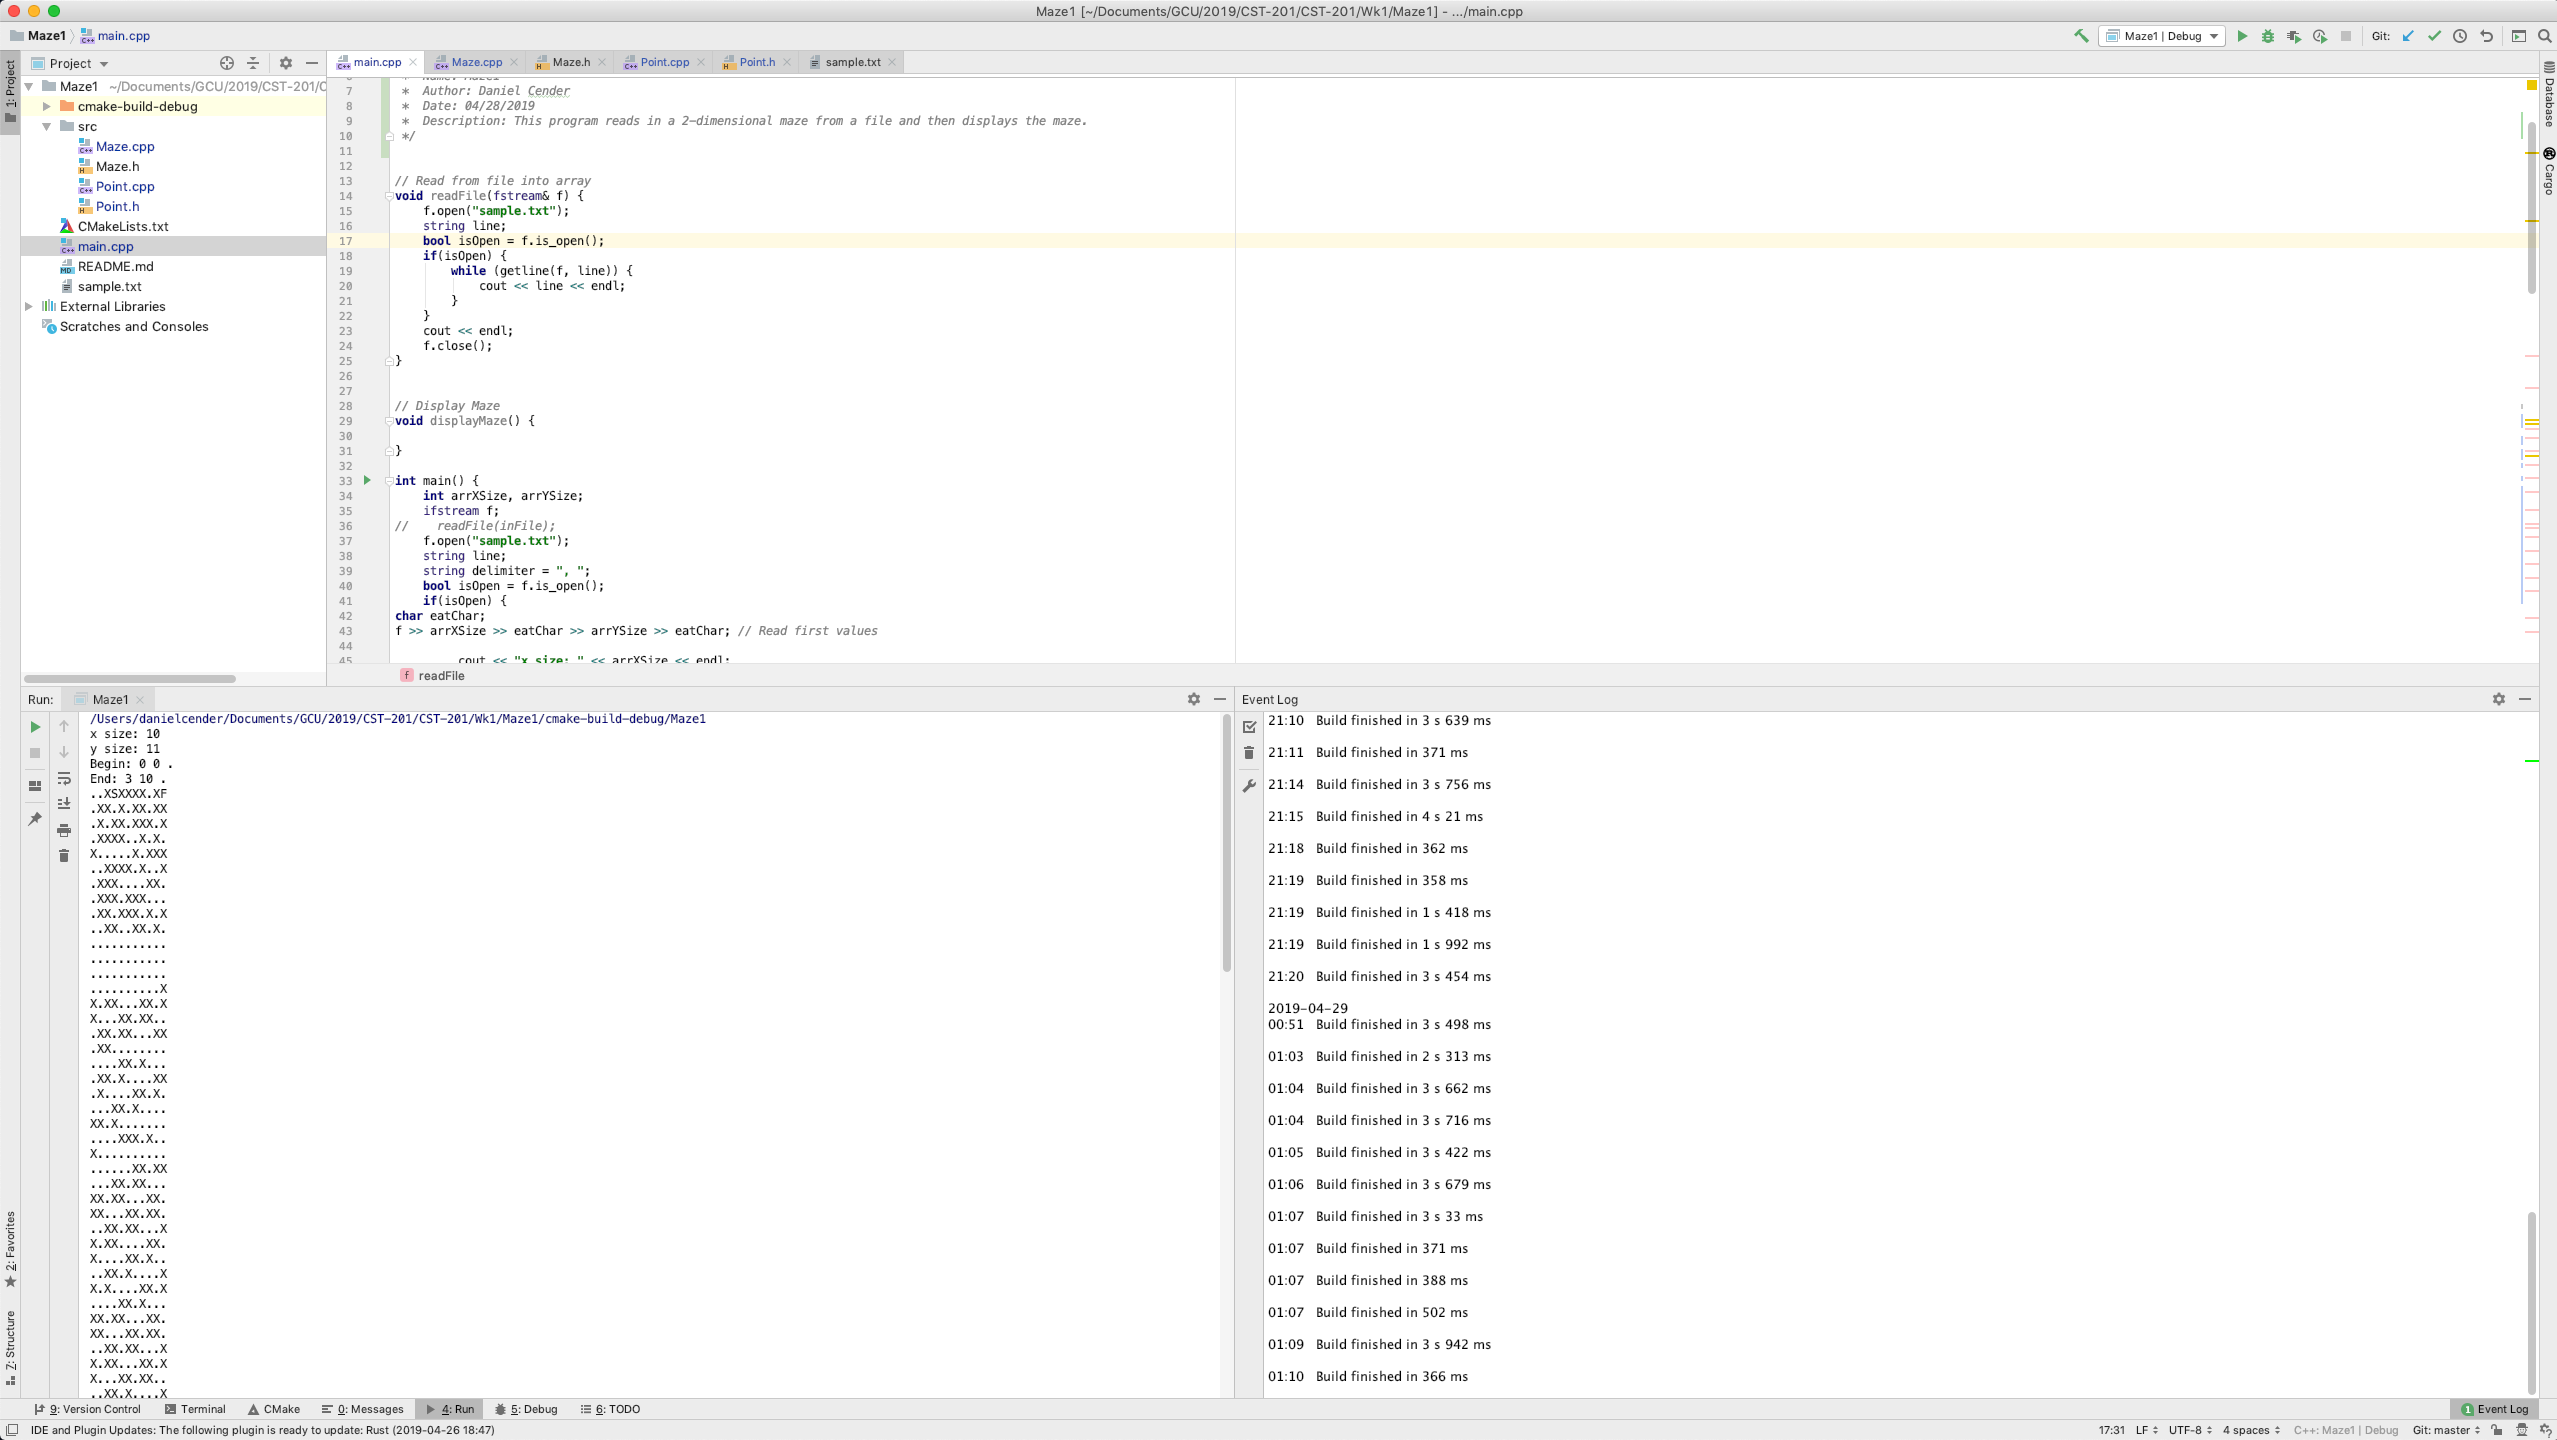 Maze1 [~/Documents/GCU/2019/CST-201/CST-201/Wk1/Maze1] - .../main.cpp
Maze1 main.cpp
Maze1 | Debug
Git:
Project
main.cpp Maze.cpp Maze.h Point.cpp Point.h sample.txt
1: Project
Maze1 ~/Documents/GCU/2019/CST-201/C
cmake-build-debug
src
Maze.cpp
Maze.h
Point.cpp
Point.h
CMakeLists.txt
main.cpp
README.md
sample.txt
External Libraries
Scratches and Consoles
7 * Author: Daniel Cender
8 * Date: 04/28/2019
9 * Description: This program reads in a 2-dimensional maze from a file and then displays the maze.
10 */
11
12
13 // Read from file into array
14 void readFile(fstream& f) {
15 f.open("sample.txt");
16 string line;
17 bool isOpen = f.is_open();
18 if(isOpen) {
19 while (getline(f, line)) {
20 cout << line << endl;
21 }
22 }
23 cout << endl;
24 f.close();
25 }
26
27
28 // Display Maze
29 void displayMaze() {
30
31 }
32
33 int main() {
34 int arrXSize, arrYSize;
35 ifstream f;
36 // readFile(inFile);
37 f.open("sample.txt");
38 string line;
39 string delimiter = ", ";
40 bool isOpen = f.is_open();
41 if(isOpen) {
42 char eatChar;
43 f >> arrXSize >> eatChar >> arrYSize >> eatChar; // Read first values
44
45 cout << "x size: " << arrXSize << endl;
f readFile
Database
Cargo
Run: Maze1
/Users/danielcender/Documents/GCU/2019/CST-201/CST-201/Wk1/Maze1/cmake-build-debug/Maze1
x size: 10
y size: 11
Begin: 0 0 .
End: 3 10 .
..XSXXXX.XF
.XX.X.XX.XX
.X.XX.XXX.X
.XXXX..X.X.
X.....X.XXX
..XXXX.X..X
.XXX....XX.
.XXX.XXX...
.XX.XXX.X.X
..XX..XX.X.
...........
...........
...........
..........X
X.XX...XX.X
X...XX.XX..
.XX.XX...XX
.XX........
....XX.X...
.XX.X....XX
.X....XX.X.
...XX.X....
XX.X.......
....XXX.X..
X..........
......XX.XX
...XX.XX...
XX.XX...XX.
XX...XX.XX.
..XX.XX...X
X.XX....XX.
X....XX.X..
..XX.X....X
X.X....XX.X
....XX.X...
XX.XX...XX.
XX...XX.XX.
..XX.XX...X
X.XX...XX.X
X...XX.XX..
..XX.X....X
Event Log
21:10 Build finished in 3 s 639 ms
21:11 Build finished in 371 ms
21:14 Build finished in 3 s 756 ms
21:15 Build finished in 4 s 21 ms
21:18 Build finished in 362 ms
21:19 Build finished in 358 ms
21:19 Build finished in 1 s 418 ms
21:19 Build finished in 1 s 992 ms
21:20 Build finished in 3 s 454 ms
2019-04-29
00:51 Build finished in 3 s 498 ms
01:03 Build finished in 2 s 313 ms
01:04 Build finished in 3 s 662 ms
01:04 Build finished in 3 s 716 ms
01:05 Build finished in 3 s 422 ms
01:06 Build finished in 3 s 679 ms
01:07 Build finished in 3 s 33 ms
01:07 Build finished in 371 ms
01:07 Build finished in 388 ms
01:07 Build finished in 502 ms
01:09 Build finished in 3 s 942 ms
01:10 Build finished in 366 ms
2: Favorites
7: Structure
9: Version Control Terminal CMake 0: Messages 4: Run 5: Debug 6: TODO 1 Event Log
IDE and Plugin Updates: The following plugin is ready to update: Rust (2019-04-26 18:47) 17:31 LF UTF-8 4 spaces C++: Maze1 | Debug Git: master